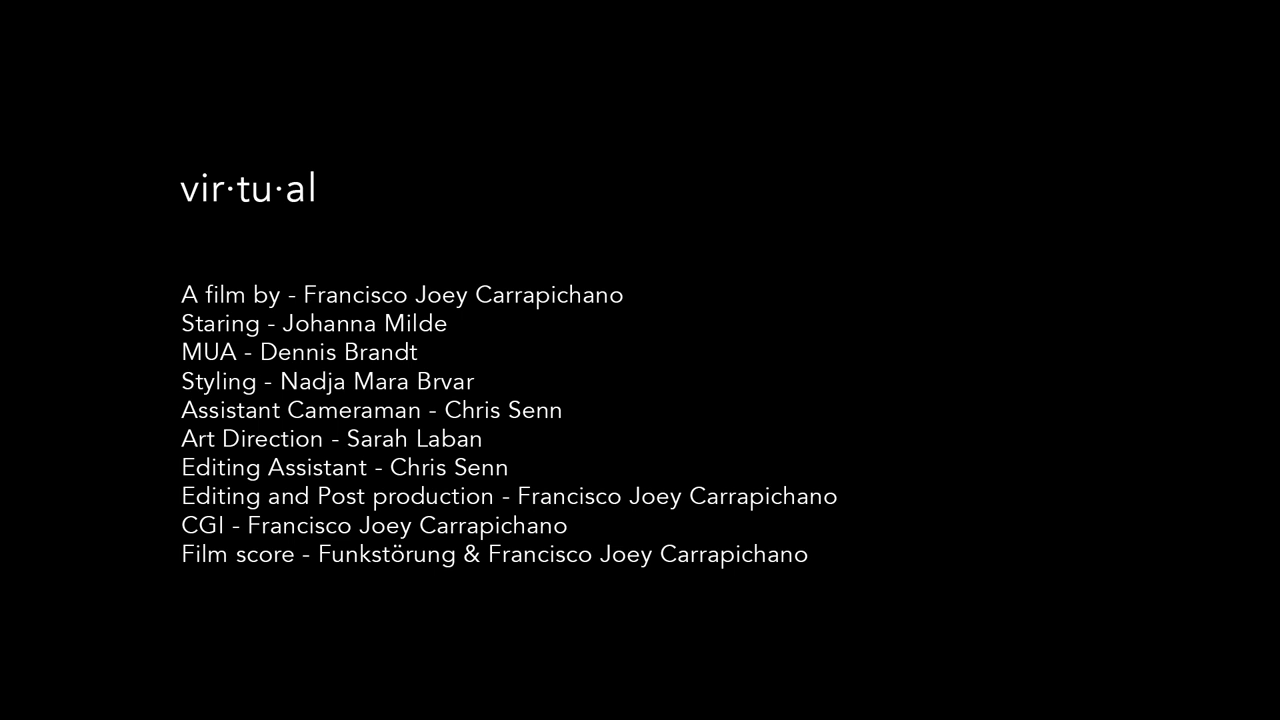 vir·tu·al
A film by - Francisco Joey Carrapichano
Staring - Johanna Milde
MUA - Dennis Brandt
Styling - Nadja Mara Brvar
Assistant Cameraman - Chris Senn
Art Direction - Sarah Laban
Editing Assistant - Chris Senn
Editing and Post production - Francisco Joey Carrapichano
CGI - Francisco Joey Carrapichano
Film score - Funkstörung & Francisco Joey Carrapichano